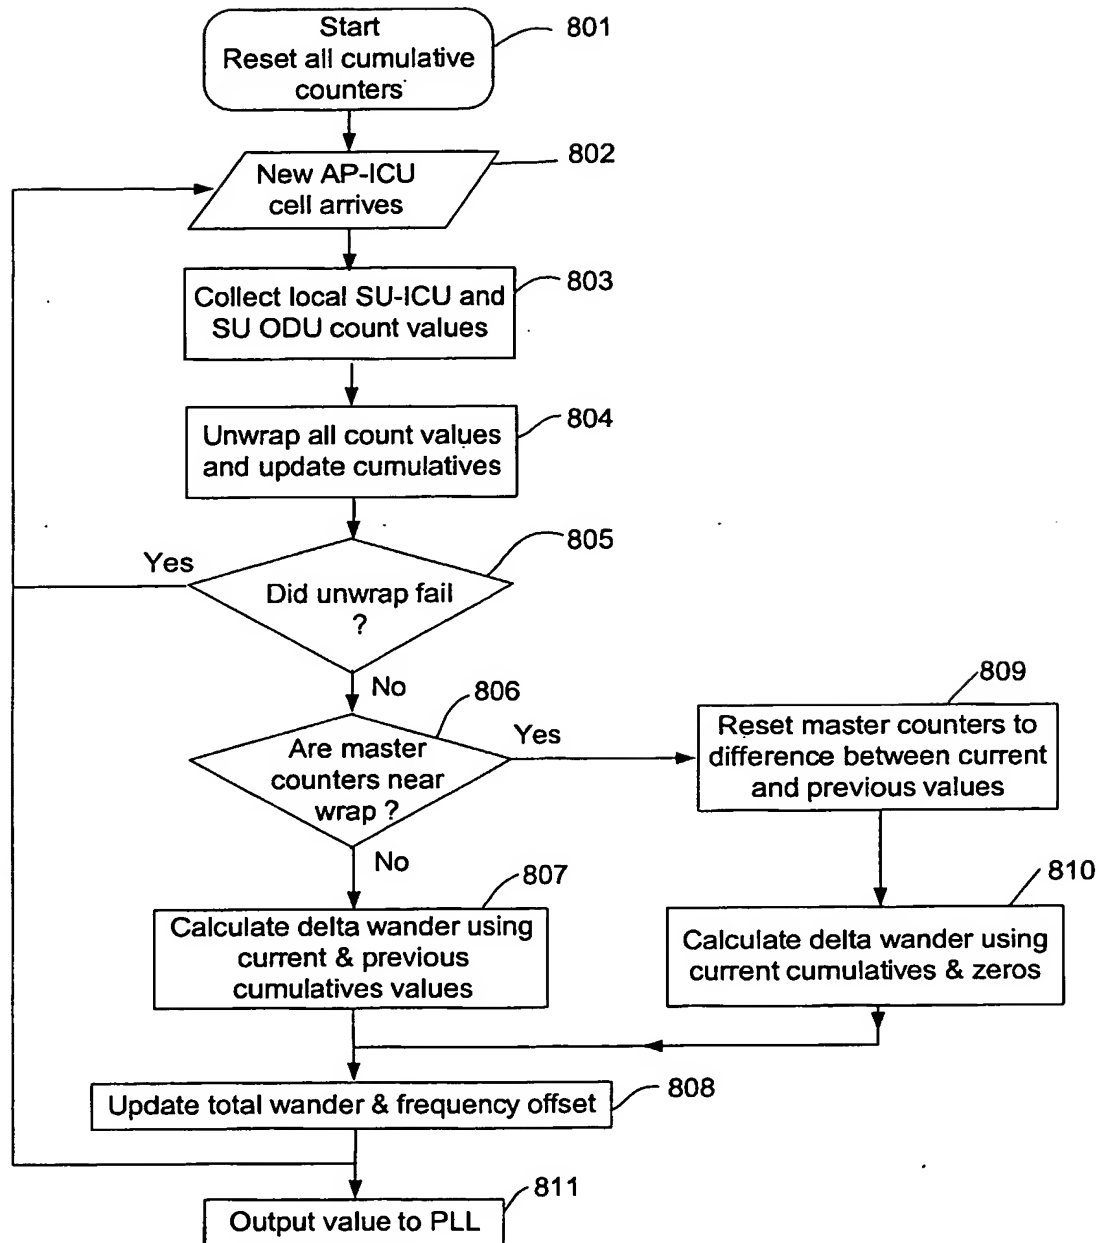 Start
Reset all cumulative
counters
801
New AP-ICU
cell arrives
802
Collect local SU-ICU and
SU ODU count values
803
Unwrap all count values
and update cumulatives
804
Yes
Did unwrap fail
?
805
No
Are master
counters near
wrap ?
806
Yes
Reset master counters to
difference between current
and previous values
809
No
Calculate delta wander using
current & previous
cumulatives values
807
Calculate delta wander using
current cumulatives & zeros
810
Update total wander & frequency offset
808
Output value to PLL
811